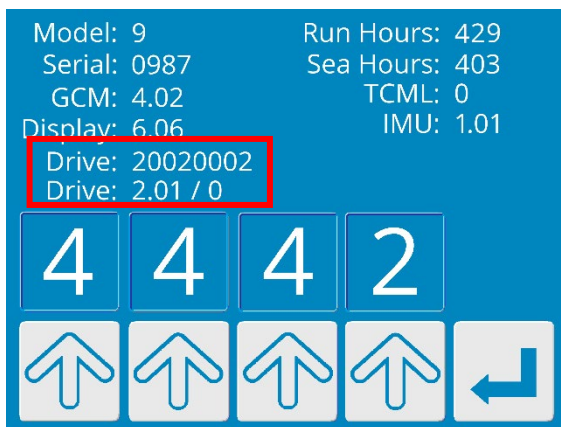 Model: 9
Serial: 0987
GCM: 4.02
Display: 6.06
Drive: 20020002
Drive: 2.01 / 0
Run Hours: 429
Sea Hours: 403
TCML: 0
IMU: 1.01
4 4 4 2